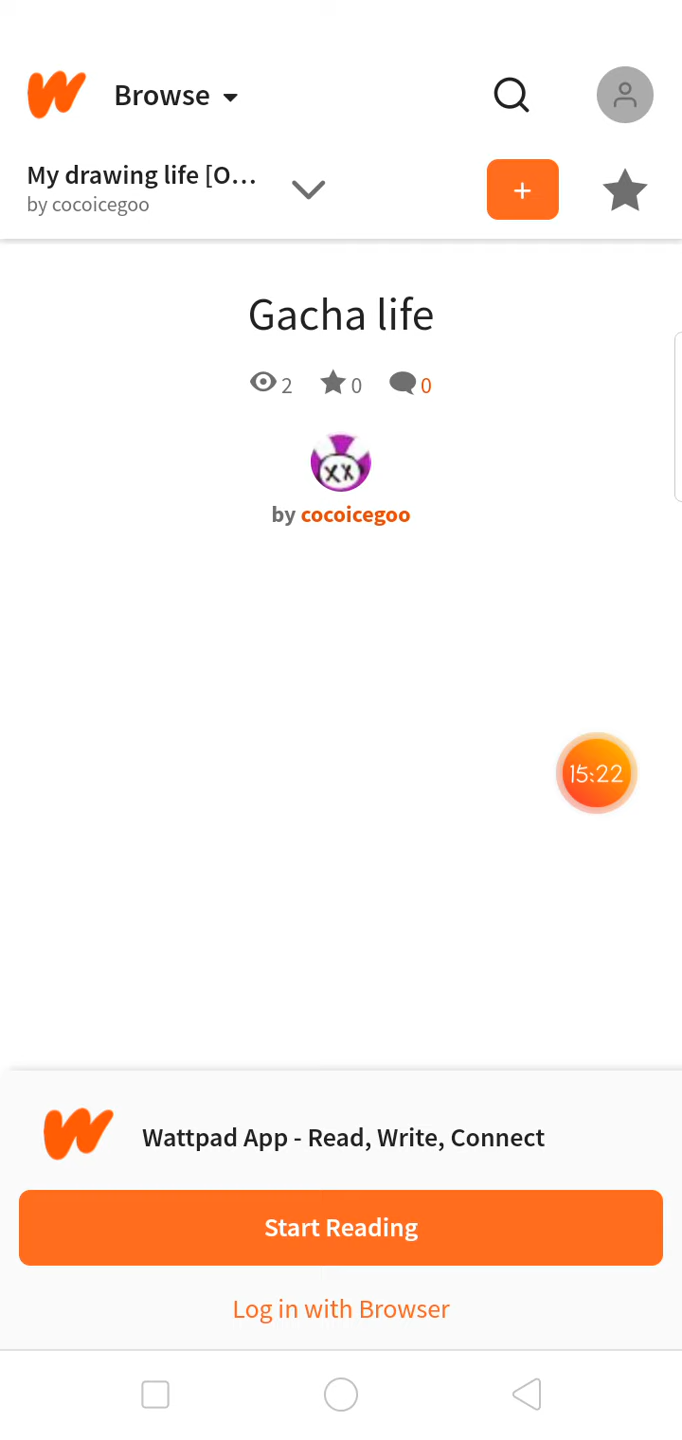 Browse
My drawing life [O...
by cocoicegoo
+
Gacha life
2 0 0
XX
by cocoicegoo
15:22
Wattpad App - Read, Write, Connect
Start Reading
Log in with Browser